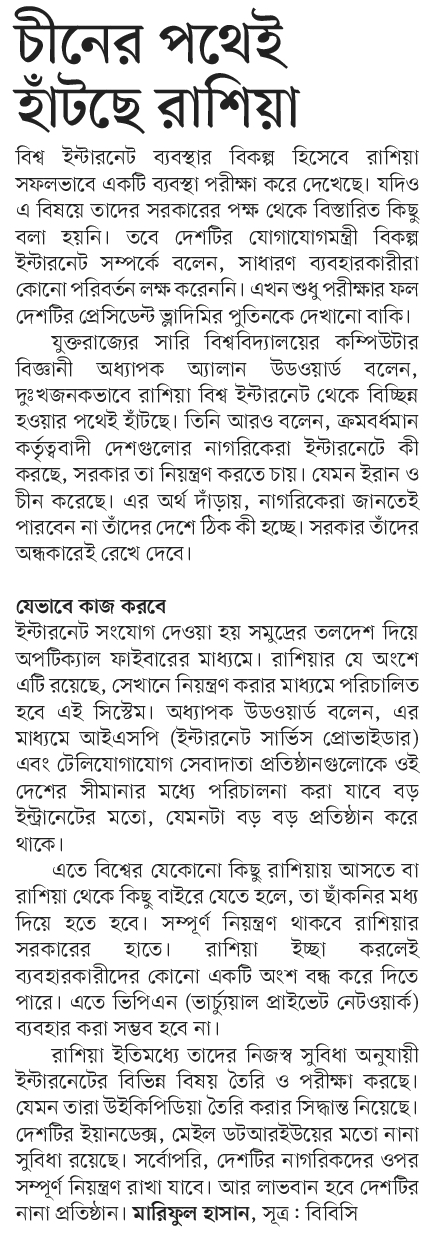 চীনের পথেই
হাঁটছে রাশিয়া
বিশ্ব ইন্টারনেট ব্যবস্থার বিকল্প হিসেবে রাশিয়া
সফলভাবে একটি ব্যবস্থা পরীক্ষা করে দেখেছে। যদিও
এ বিষয়ে তাদের সরকারের পক্ষ থেকে বিস্তারিত কিছু
বলা হয়নি। তবে দেশটির যোগাযোগমন্ত্রী বিকল্প
ইন্টারনেট সম্পর্কে বলেন, সাধারণ ব্যবহারকারীরা
কোনো পরিবর্তন লক্ষ করেননি। এখন শুধু পরীক্ষার ফল
দেশটির প্রেসিডেন্ট ভ্লাদিমির পুতিনকে দেখানো বাকি।
যুক্তরাজ্যের সারি বিশ্ববিদ্যালয়ের কম্পিউটার
বিজ্ঞানী অধ্যাপক অ্যালান উডওয়ার্ড বলেন,
দুঃখজনকভাবে রাশিয়া বিশ্ব ইন্টারনেট থেকে বিচ্ছিন্ন
হওয়ার পথেই হাঁটছে। তিনি আরও বলেন, ক্রমবর্ধমান
কর্তৃত্ববাদী দেশগুলোর নাগরিকেরা ইন্টারনেটে কী
করছে, সরকার তা নিয়ন্ত্রণ করতে চায়। যেমন ইরান ও
চীন করেছে। এর অর্থ দাঁড়ায়, নাগরিকেরা জানতেই
পারবেন না তাঁদের দেশে ঠিক কী হচ্ছে। সরকার তাঁদের
অন্ধকারেই রেখে দেবে।
যেভাবে কাজ করবে
ইন্টারনেট সংযোগ দেওয়া হয় সমুদ্রের তলদেশ দিয়ে
অপটিক্যাল ফাইবারের মাধ্যমে। রাশিয়ার যে অংশে
এটি রয়েছে, সেখানে নিয়ন্ত্রণ করার মাধ্যমে পরিচালিত
হবে এই সিস্টেম। অধ্যাপক উডওয়ার্ড বলেন, এর
মাধ্যমে আইএসপি (ইন্টারনেট সার্ভিস প্রোভাইডার)
এবং টেলিযোগাযোগ সেবাদাতা প্রতিষ্ঠানগুলোকে ওই
দেশের সীমানার মধ্যে পরিচালনা করা যাবে বড়
ইন্ট্রানেটের মতো, যেমনটা বড় বড় প্রতিষ্ঠান করে
থাকে।
এতে বিশ্বের যেকোনো কিছু রাশিয়ায় আসতে বা
রাশিয়া থেকে কিছু বাইরে যেতে হলে, তা ছাঁকনির মধ্য
দিয়ে হতে হবে। সম্পূর্ণ নিয়ন্ত্রণ থাকবে রাশিয়ার
সরকারের হাতে। রাশিয়া ইচ্ছা করলেই
ব্যবহারকারীদের কোনো একটি অংশ বন্ধ করে দিতে
পারে। এতে ভিপিএন (ভার্চ্যুয়াল প্রাইভেট নেটওয়ার্ক)
ব্যবহার করা সম্ভব হবে না।
রাশিয়া ইতিমধ্যে তাদের নিজস্ব সুবিধা অনুযায়ী
ইন্টারনেটের বিভিন্ন বিষয় তৈরি ও পরীক্ষা করছে।
যেমন তারা উইকিপিডিয়া তৈরি করার সিদ্ধান্ত নিয়েছে।
দেশটির ইয়ানডেক্স, মেইল ডটআরইউয়ের মতো নানা
সুবিধা রয়েছে। সর্বোপরি, দেশটির নাগরিকদের ওপর
সম্পূর্ণ নিয়ন্ত্রণ রাখা যাবে। আর লাভবান হবে দেশটির
নানা প্রতিষ্ঠান। মারিফুল হাসান, সূত্র : বিবিসি